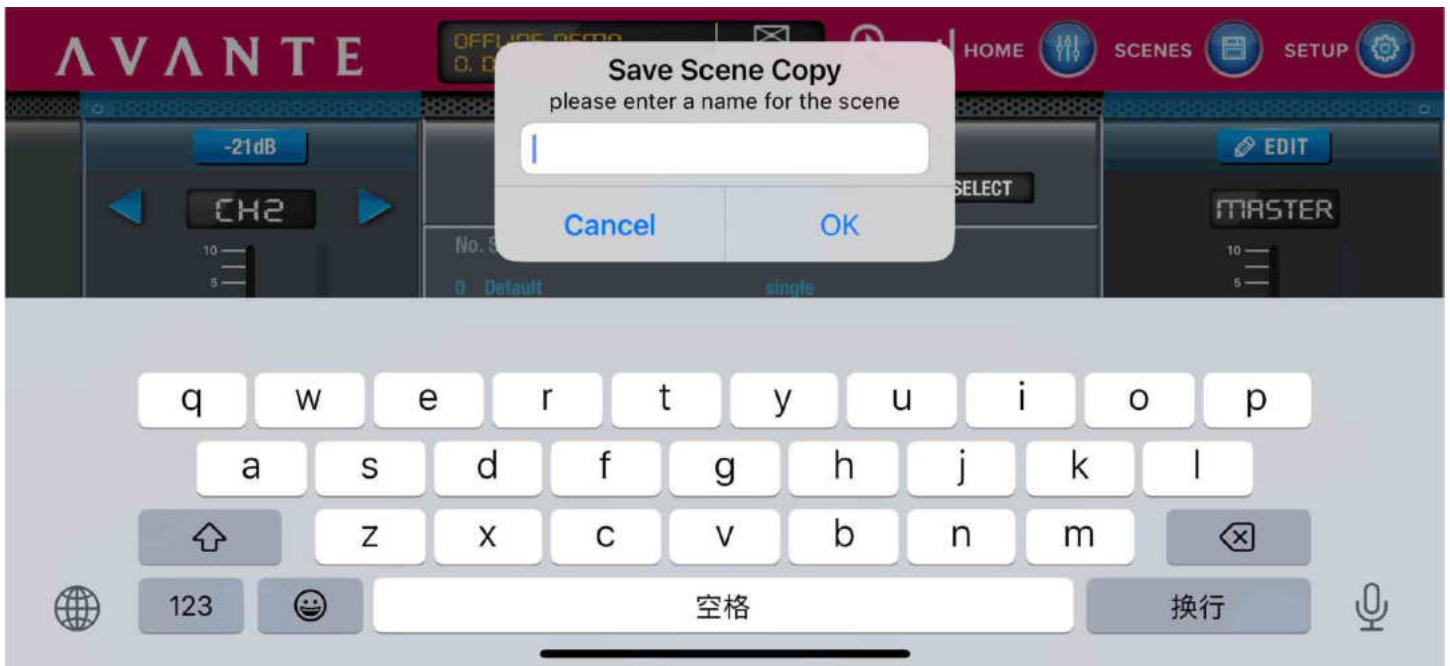 AVANTE
HOME
SCENES
SETUP
Save Scene Copy
please enter a name for the scene
-21dB
EDIT
SELECT
CH2
MASTER
Cancel
OK
10
10
5
5
No.
0 Default single
q w e r t y u i o p
a s d f g h j k l
z x c v b n m
123
空格
换行